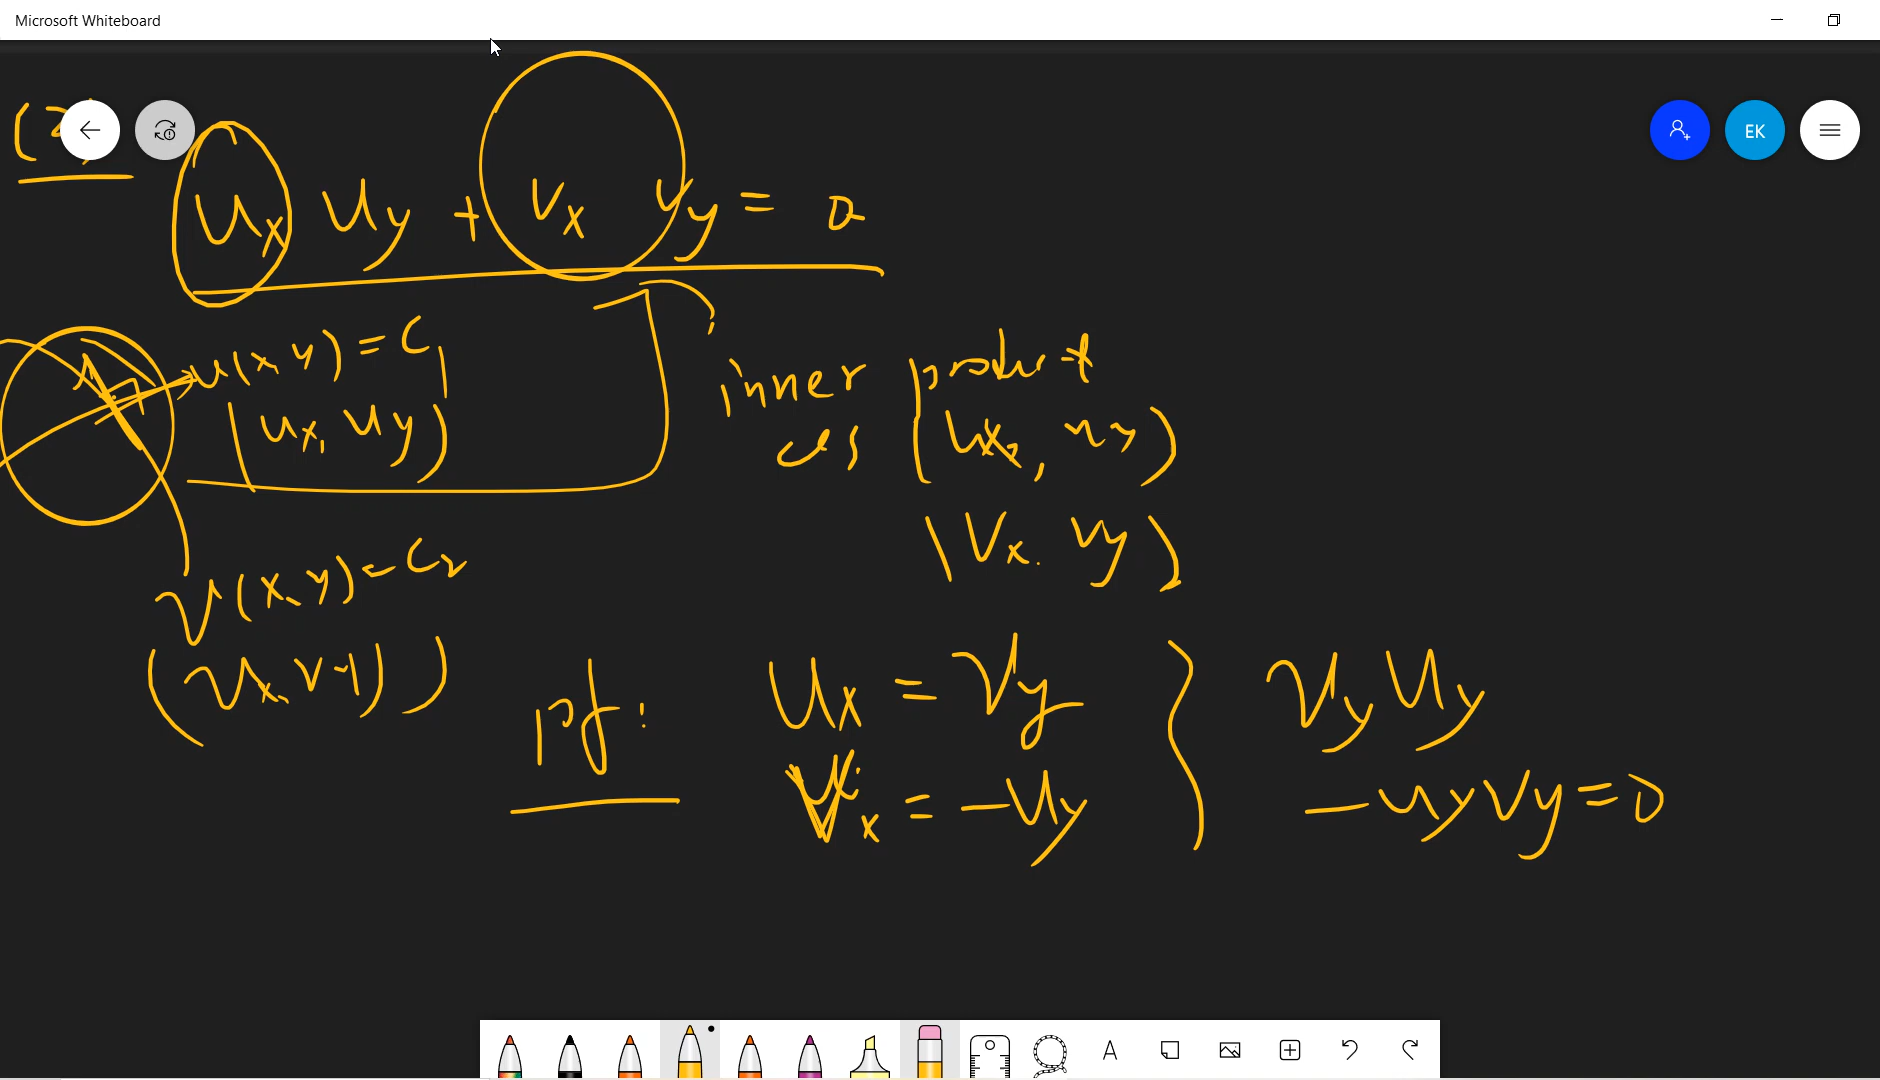 Microsoft Whiteboard
(2)
EK
Ux Uy + Vx Vy = 0
u(x, y) = C1
(ux, uy)
inner product
(ux, uy)
(Vx, Vy)
V(x, y) = C2
(Vx, Vy)
pf:
Ux = Vy
Vx = -Uy
Vy Uy
- uy Vy = 0
A